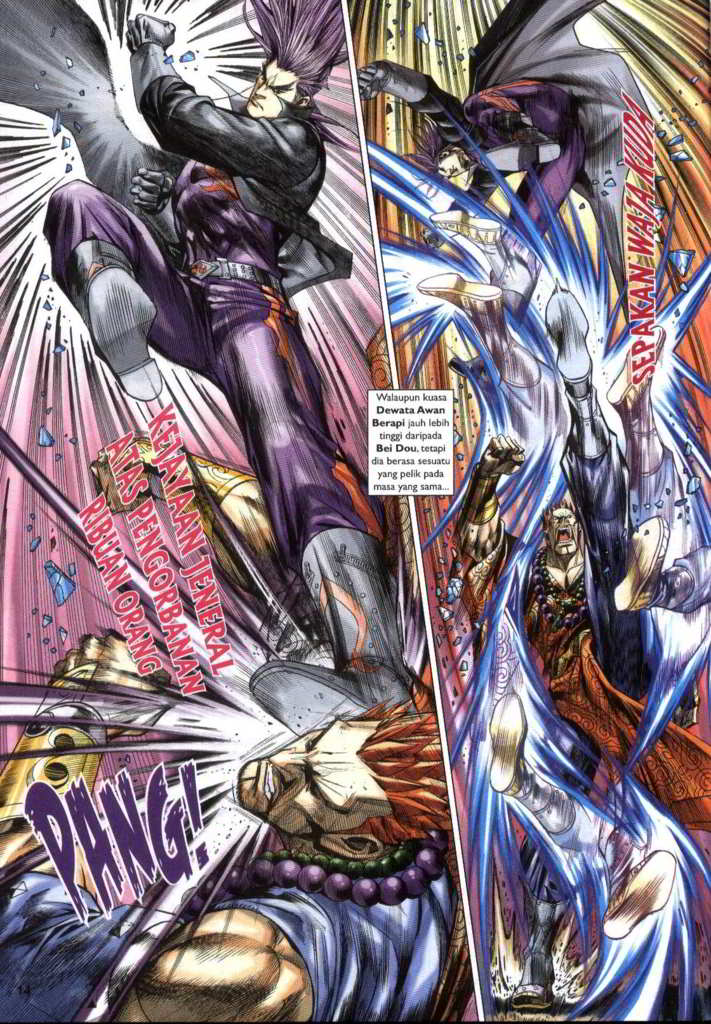 KEJAYAAN JENERAL
ATAS PENGORBANAN
RIBUAN ORANG
PANG!
14
SEPAKAN WAJA KUDA
Walaupun kuasa
Dewata Awan
Berapi jauh lebih
tinggi daripada
Bei Dou, tetapi
dia berasa sesuatu
yang pelik pada
masa yang sama...